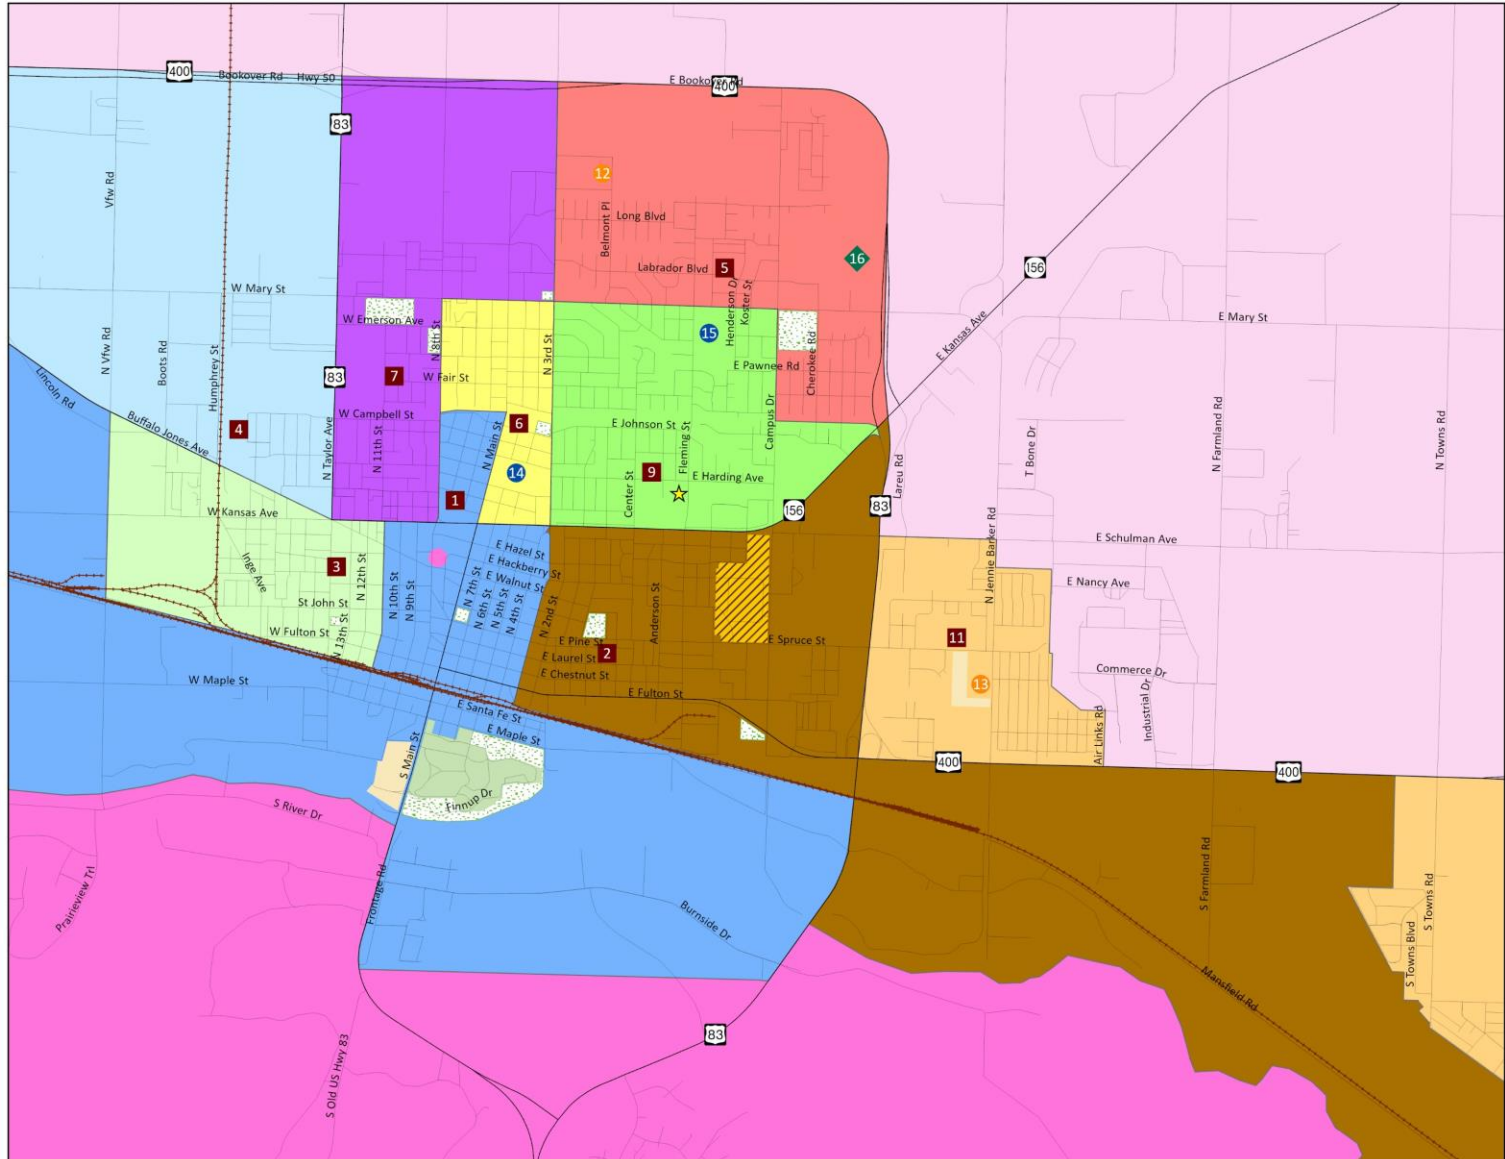 400
Bookover Rd
Hwy 50
E Bookover Rd
400
83
12
Vfw Rd
Belmont Pl
Long Blvd
16
Labrador Blvd
5
156
W Mary St
Henderson Dr
Koster St
W Emerson Ave
E Mary St
N Vfw Rd
Boots Rd
Humphrey St
N 8th St
N 3rd St
15
E Kansas Ave
E Pawnee Rd
Cherokee Rd
Lincoln Rd
83
7
W Fair St
Buffalo Jones Ave
4
W Campbell St
6
E Johnson St
Campus Dr
N Taylor Ave
N 11th St
N Main St
Fleming St
T Bone Dr
N Farmland Rd
N Towns Rd
14
9
E Harding Ave
Center St
Lareu Rd
1
156
83
W Kansas Ave
N Jennie Barker Rd
E Schulman Ave
E Hazel St
E Hackberry St
E Walnut St
Inge Ave
3
N 12th St
N 10th St
N 9th St
N 7th St
N 6th St
N 5th St
N 4th St
N 2nd St
Anderson St
E Nancy Ave
St John St
N 13th St
W Fulton St
E Pine St
E Spruce St
11
E Laurel St
2
E Chestnut St
Commerce Dr
W Maple St
E Fulton St
13
Industrial Dr
Air Links Rd
E Santa Fe St
E Maple St
S Main St
400
400
Finnup Dr
S River Dr
Prairieview Trl
Frontage Rd
Burnside Dr
S Farmland Rd
S Towns Rd
S Towns Blvd
Mansfield Rd
83
S Old US Hwy 83